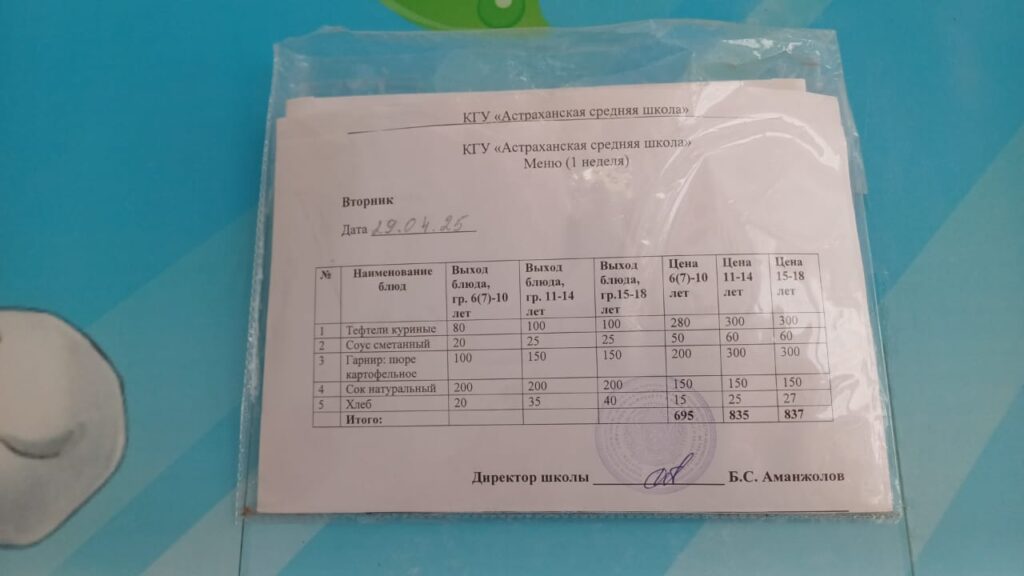 КГУ «Астраханская средняя школа»
КГУ «Астраханская средняя школа»
Меню (1 неделя)
Вторник
Дата 29.04.25
№ Наименование блюд Выход блюда, гр. 6(7)-10 лет Выход блюда, гр. 11-14 лет Выход блюда, гр.15-18 лет Цена 6(7)-10 лет Цена 11-14 лет Цена 15-18 лет
1 Тефтели куриные 80 100 100 280 300 300
2 Соус сметанный 20 25 25 50 60 60
3 Гарнир: пюре картофельное 100 150 150 200 300 300
4 Сок натуральный 200 200 200 150 150 150
5 Хлеб 20 35 40 15 25 27
Итого: 695 835 837
Директор школы Б.С. Аманжолов